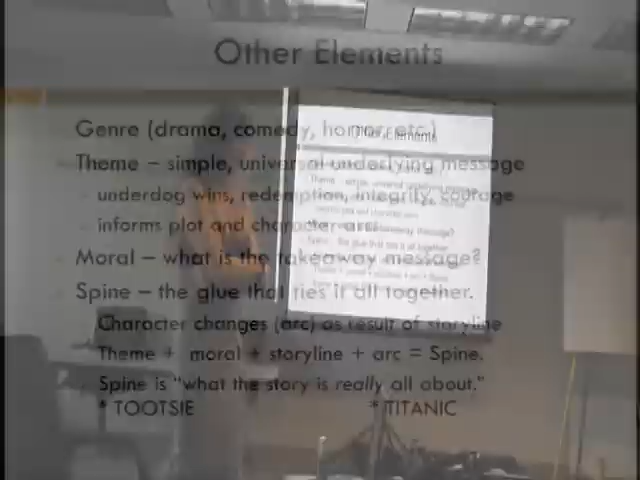 Other Elements
Genre (drama, comedy, horror, etc.)
Theme – simple, universal underlying message
underdog wins, redemption, integrity, courage
informs plot and character arc
Moral – what is the takeaway message?
Spine – the glue that ties it all together.
Character changes (arc) as result of storyline
Theme + moral + storyline + arc = Spine.
Spine is "what the story is really all about."
* TOOTSIE * TITANIC